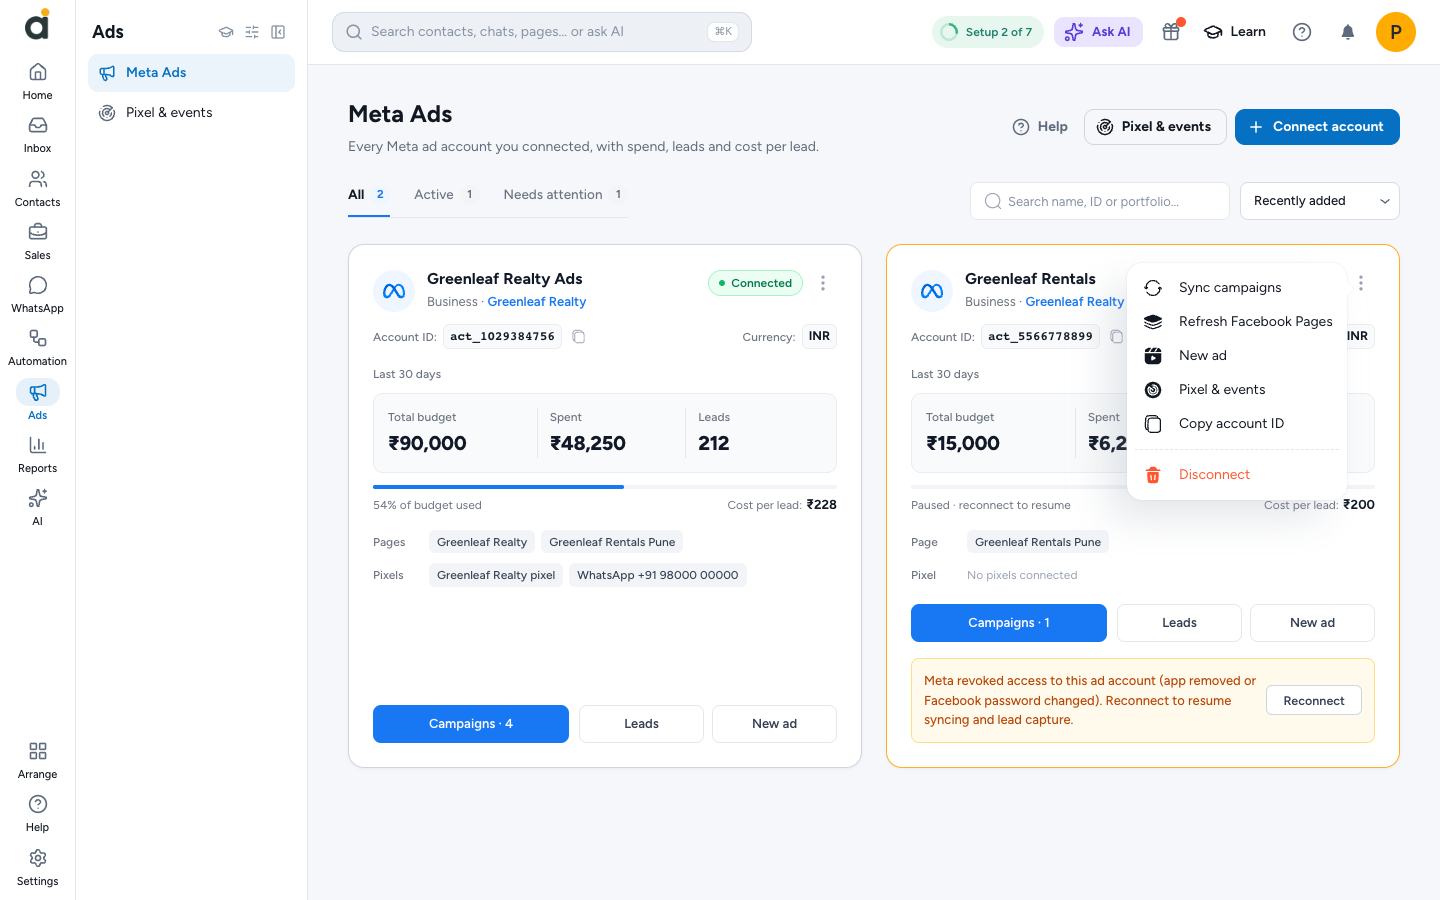 Ads
Search contacts, chats, pages... or ask AI
⌘K
Setup 2 of 7
Ask AI
Learn
P
Home
Inbox
Contacts
Sales
WhatsApp
Automation
Ads
Reports
AI
Arrange
Help
Settings
Meta Ads
Pixel & events
Meta Ads
Every Meta ad account you connected, with spend, leads and cost per lead.
Help
Pixel & events
Connect account
All 2
Active 1
Needs attention 1
Search name, ID or portfolio...
Recently added
Greenleaf Realty Ads
Business · Greenleaf Realty
Connected
Account ID: act_1029384756
Currency: INR
Last 30 days
Total budget
₹90,000
Spent
₹48,250
Leads
212
54% of budget used
Cost per lead: ₹228
Pages
Greenleaf Realty
Greenleaf Rentals Pune
Pixels
Greenleaf Realty pixel
WhatsApp +91 98000 00000
Campaigns · 4
Leads
New ad
Greenleaf Rentals
Business · Greenleaf Realty
Account ID: act_5566778899
INR
Last 30 days
Total budget
₹15,000
Spent
₹6,2
Paused · reconnect to resume
Cost per lead: ₹200
Page
Greenleaf Rentals Pune
Pixel
No pixels connected
Campaigns · 1
Leads
New ad
Meta revoked access to this ad account (app removed or
Facebook password changed). Reconnect to resume
syncing and lead capture.
Reconnect
Sync campaigns
Refresh Facebook Pages
New ad
Pixel & events
Copy account ID
Disconnect